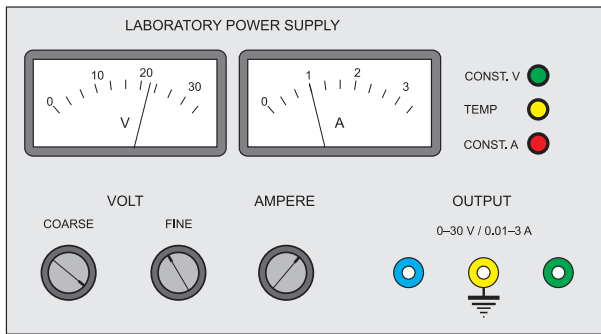 LABORATORY POWER SUPPLY
0 10 20 30
V
0 1 2 3
A
CONST. V
TEMP
CONST. A
VOLT
AMPERE
OUTPUT
COARSE
FINE
0–30 V / 0.01–3 A